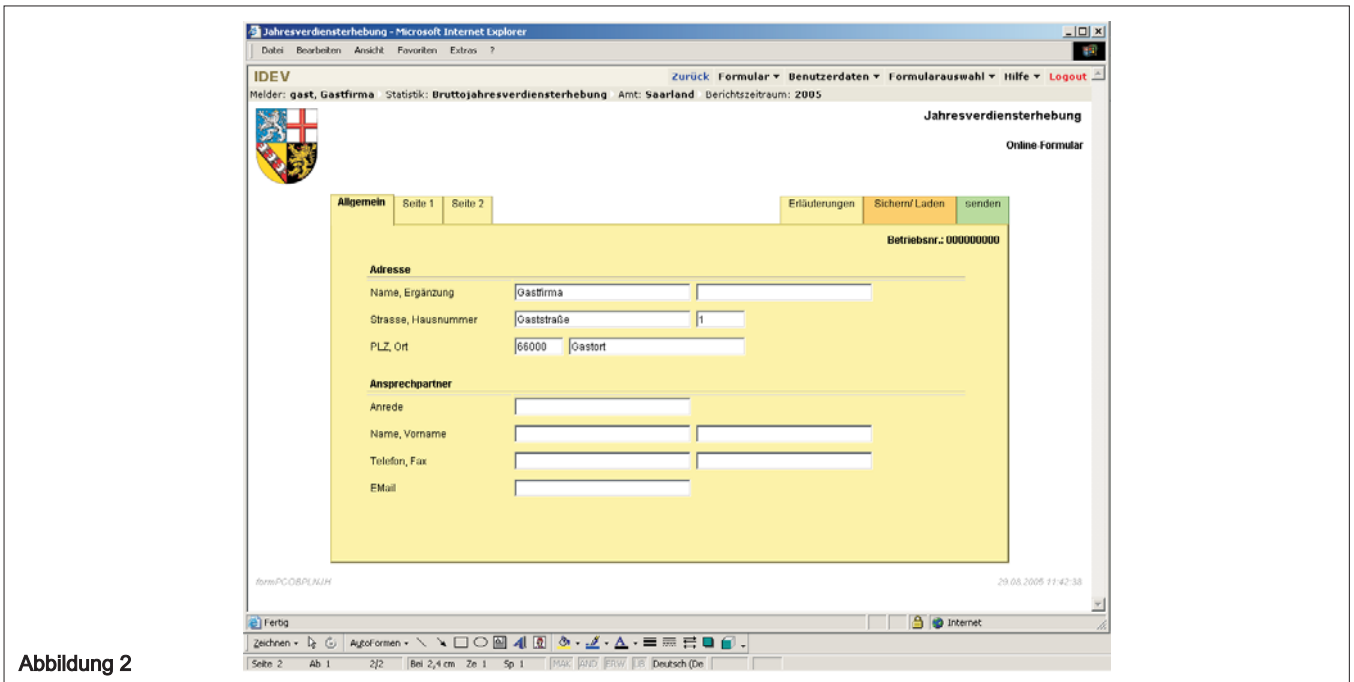 Jahresverdiensterhebung - Microsoft Internet Explorer
Datei Bearbeiten Ansicht Favoriten Extras ?
IDEV Zurück Formular Benutzerdaten Formularauswahl Hilfe Logout
Melder: gast, Gastfirma Statistik: Bruttojahresverdiensterhebung Amt: Saarland Berichtszeitraum: 2005
Jahresverdiensterhebung
Online-Formular
Allgemein Seite 1 Seite 2 Erläuterungen Sichern/Laden senden
Betriebsnr.: 000000000
Adresse
Name, Ergänzung Gastfirma
Strasse, Hausnummer Gaststraße 1
PLZ, Ort 66000 Gastort
Ansprechpartner
Anrede
Name, Vorname
Telefon, Fax
EMail
29.08.2005 11:42:38
Fertig Internet
Zeichnen AutoFormen
Seite 2 Ab 1 2/2 Bei 2,4 cm Ze 1 Sp 1 MAK ÄND ERW ÜB Deutsch (De
Abbildung 2